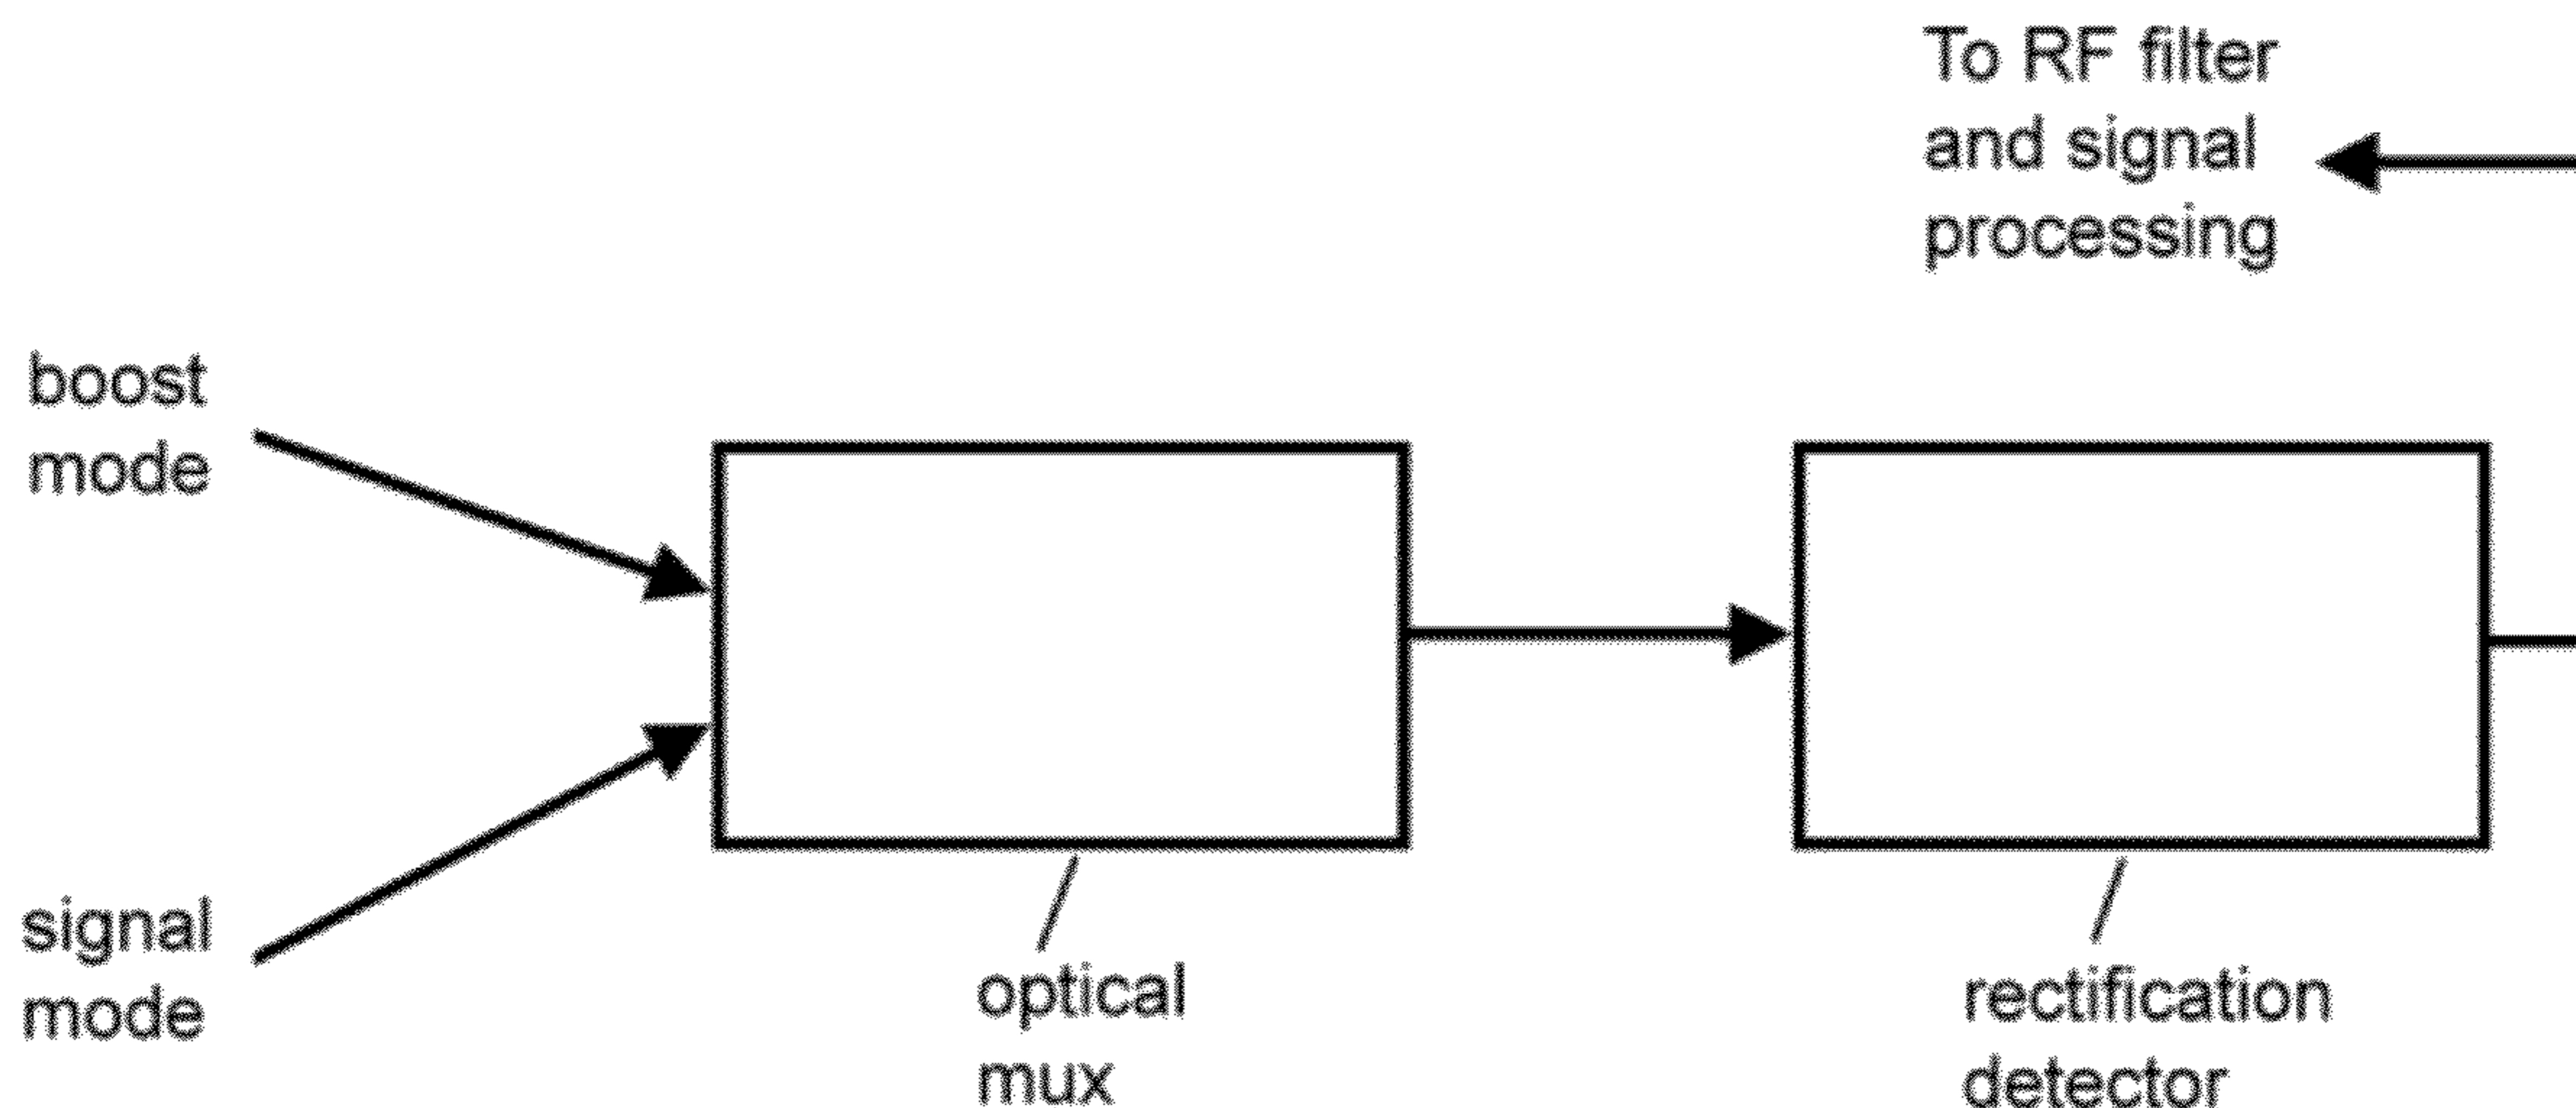 To RF filter
and signal
processing
boost
mode
signal
mode
optical
mux
rectification
detector